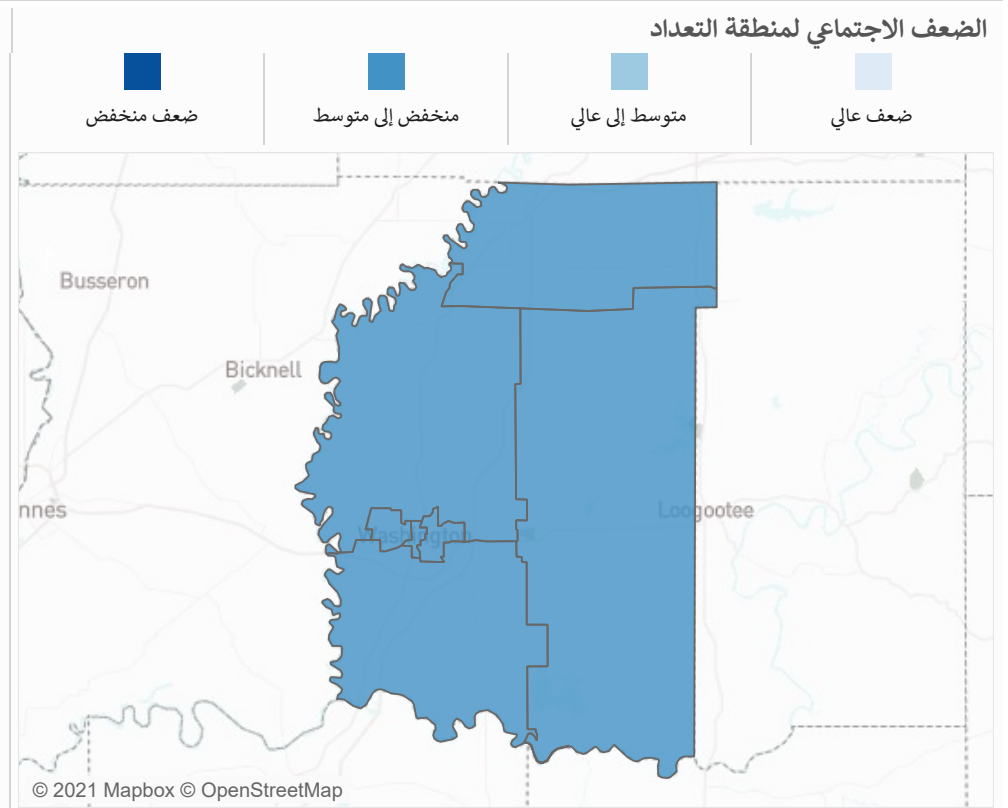 الضعف الاجتماعي لمنطقة التعداد
ضعف عالي
متوسط إلى عالي
منخفض إلى متوسط
ضعف منخفض
Busseron
Bicknell
nnes
Washington
Loogootee
© 2021 Mapbox © OpenStreetMap